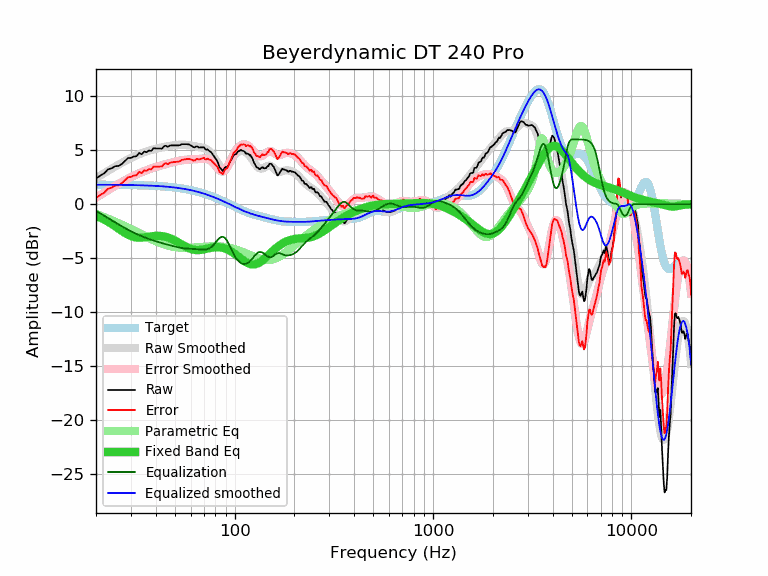 Beyerdynamic DT 240 Pro
10
5
0
−5
−10
−15
−20
−25
Amplitude (dBr)
Target
Raw Smoothed
Error Smoothed
Raw
Error
Parametric Eq
Fixed Band Eq
Equalization
Equalized smoothed
100
1000
10000
Frequency (Hz)